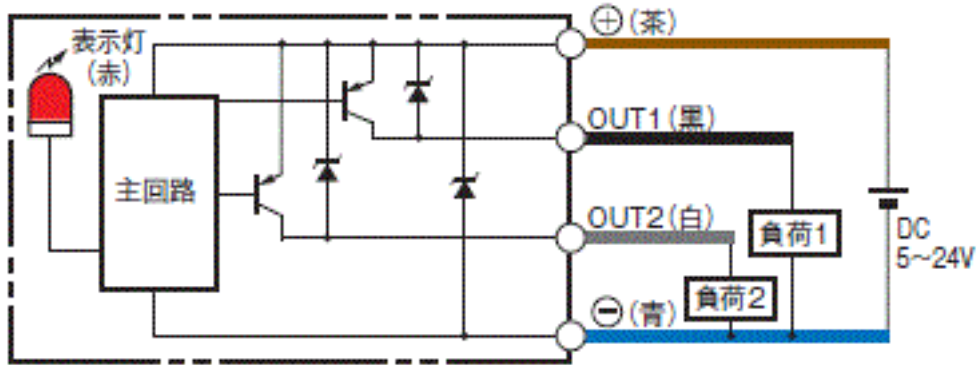 ⊕(茶)
表示灯
(赤)
OUT1(黒)
主回路
OUT2(白)
負荷1
DC
5～24V
負荷2
⊖(青)